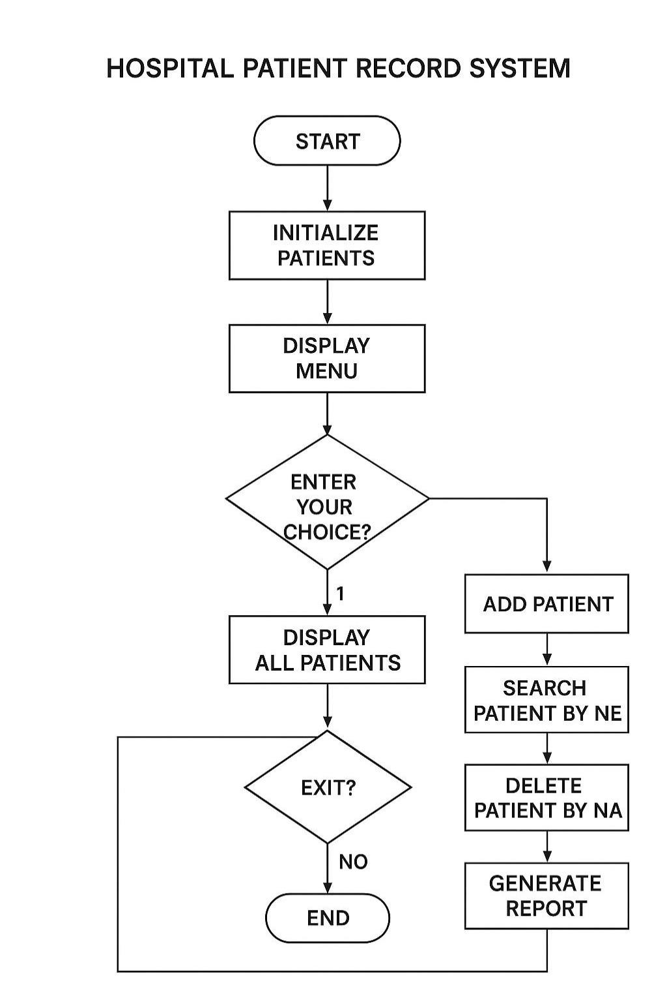 HOSPITAL PATIENT RECORD SYSTEM
START
INITIALIZE
PATIENTS
DISPLAY
MENU
ENTER
YOUR
CHOICE?
1
DISPLAY
ALL PATIENTS
EXIT?
NO
END
ADD PATIENT
SEARCH
PATIENT BY NE
DELETE
PATIENT BY NA
GENERATE
REPORT